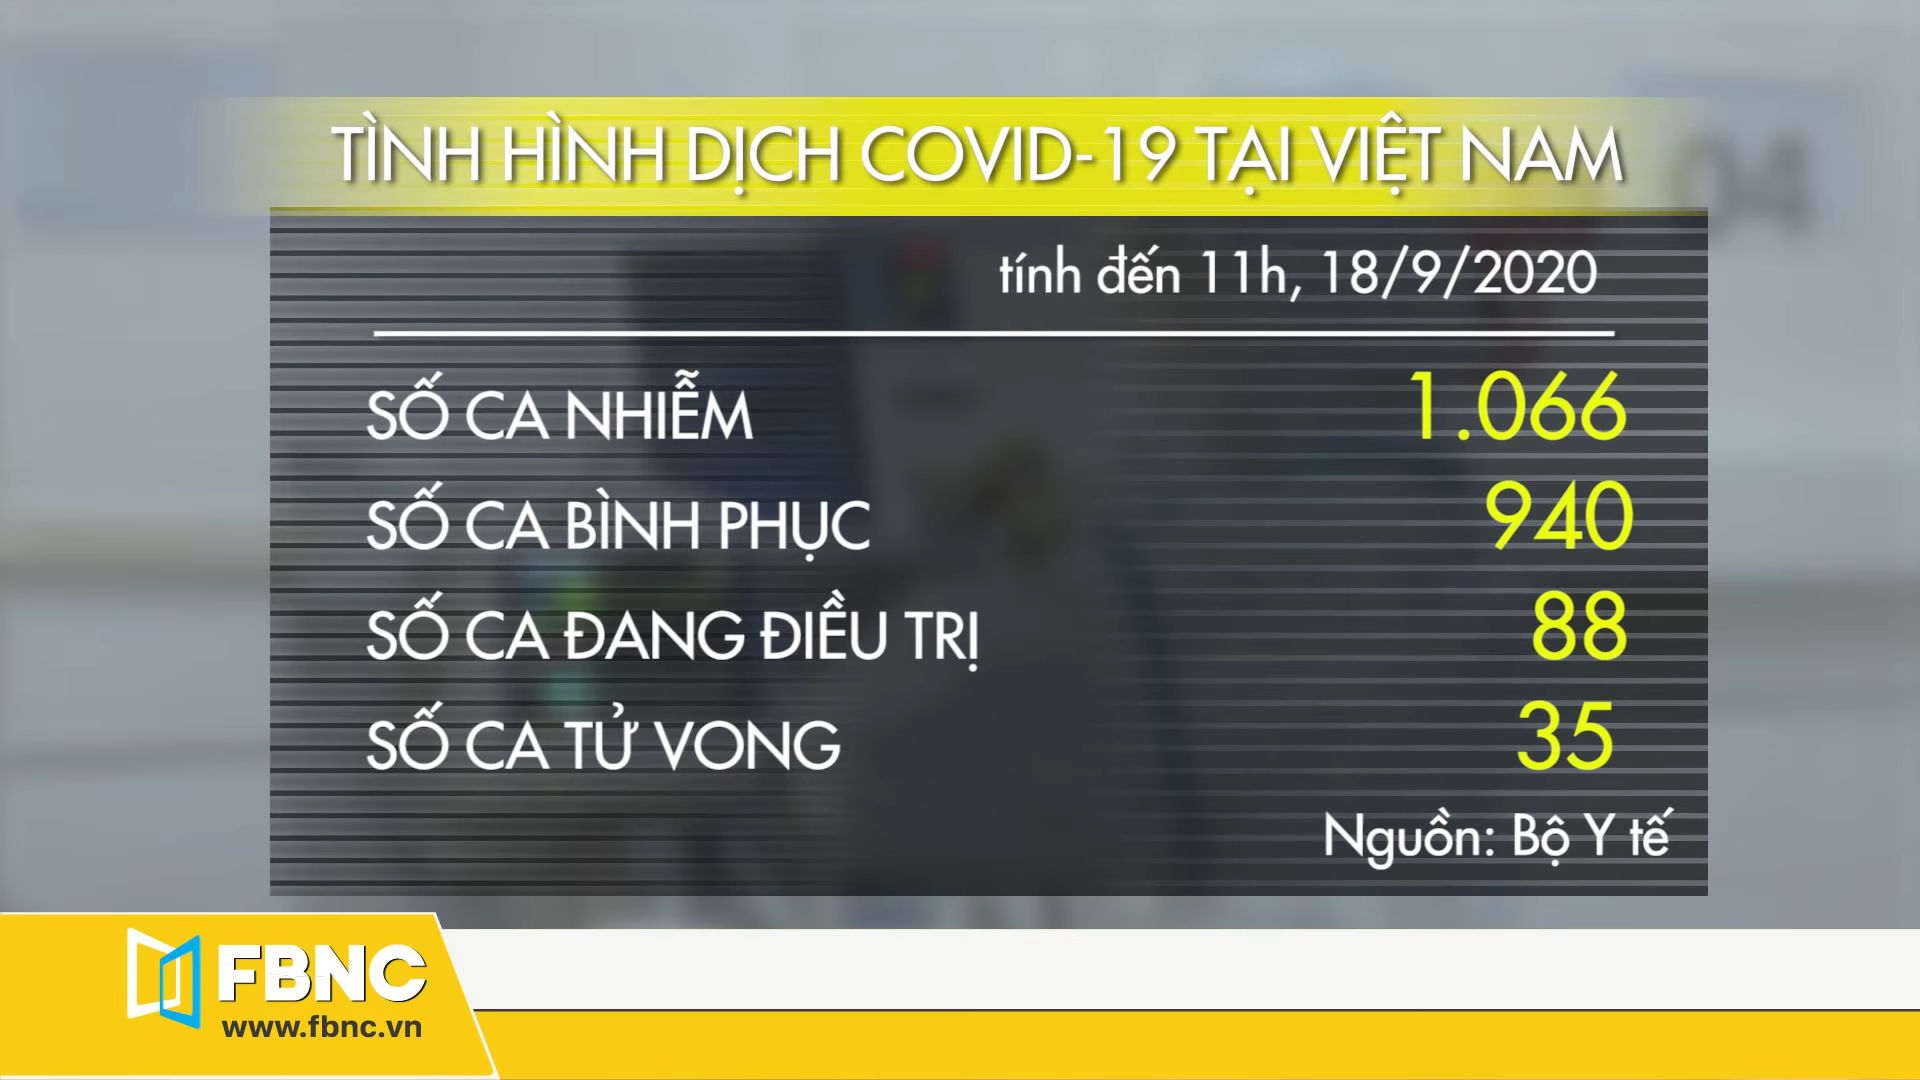 TÌNH HÌNH DỊCH COVID-19 TẠI VIỆT NAM
04
tính đến 11h, 18/9/2020
SỐ CA NHIỄM 1.066
SỐ CA BÌNH PHỤC 940
SỐ CA ĐANG ĐIỀU TRỊ 88
SỐ CA TỬ VONG 35
Nguồn: Bộ Y tế
FBNC
www.fbnc.vn